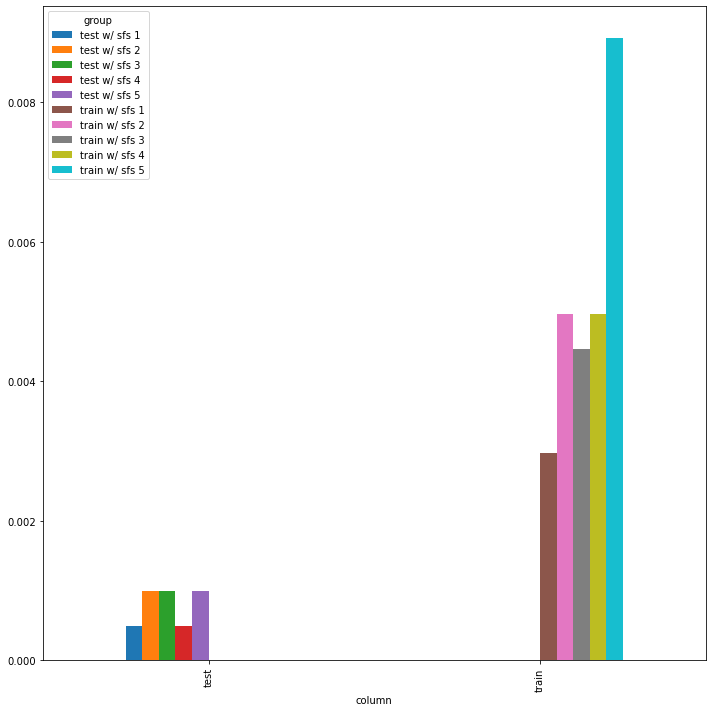 group
test w/ sfs 1
test w/ sfs 2
test w/ sfs 3
test w/ sfs 4
test w/ sfs 5
train w/ sfs 1
train w/ sfs 2
train w/ sfs 3
train w/ sfs 4
train w/ sfs 5
0.008
0.006
0.004
0.002
0.000
test
train
column